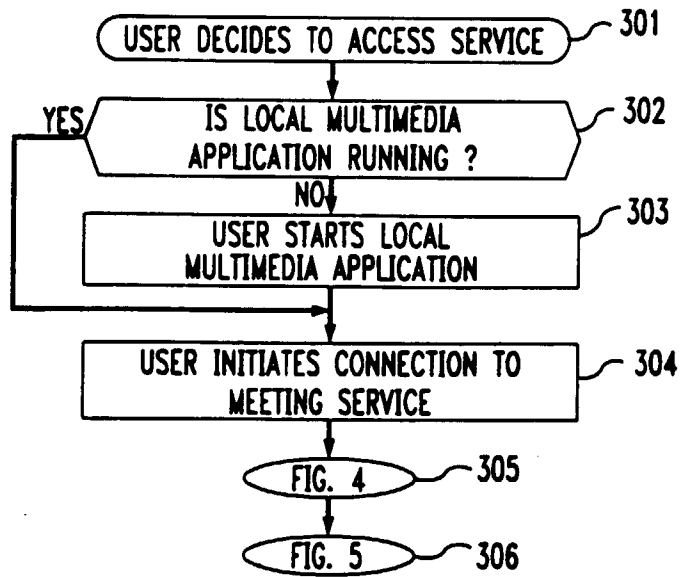 USER DECIDES TO ACCESS SERVICE
301
IS LOCAL MULTIMEDIA
APPLICATION RUNNING ?
302
YES
NO
USER STARTS LOCAL
MULTIMEDIA APPLICATION
303
USER INITIATES CONNECTION TO
MEETING SERVICE
304
FIG. 4
305
FIG. 5
306